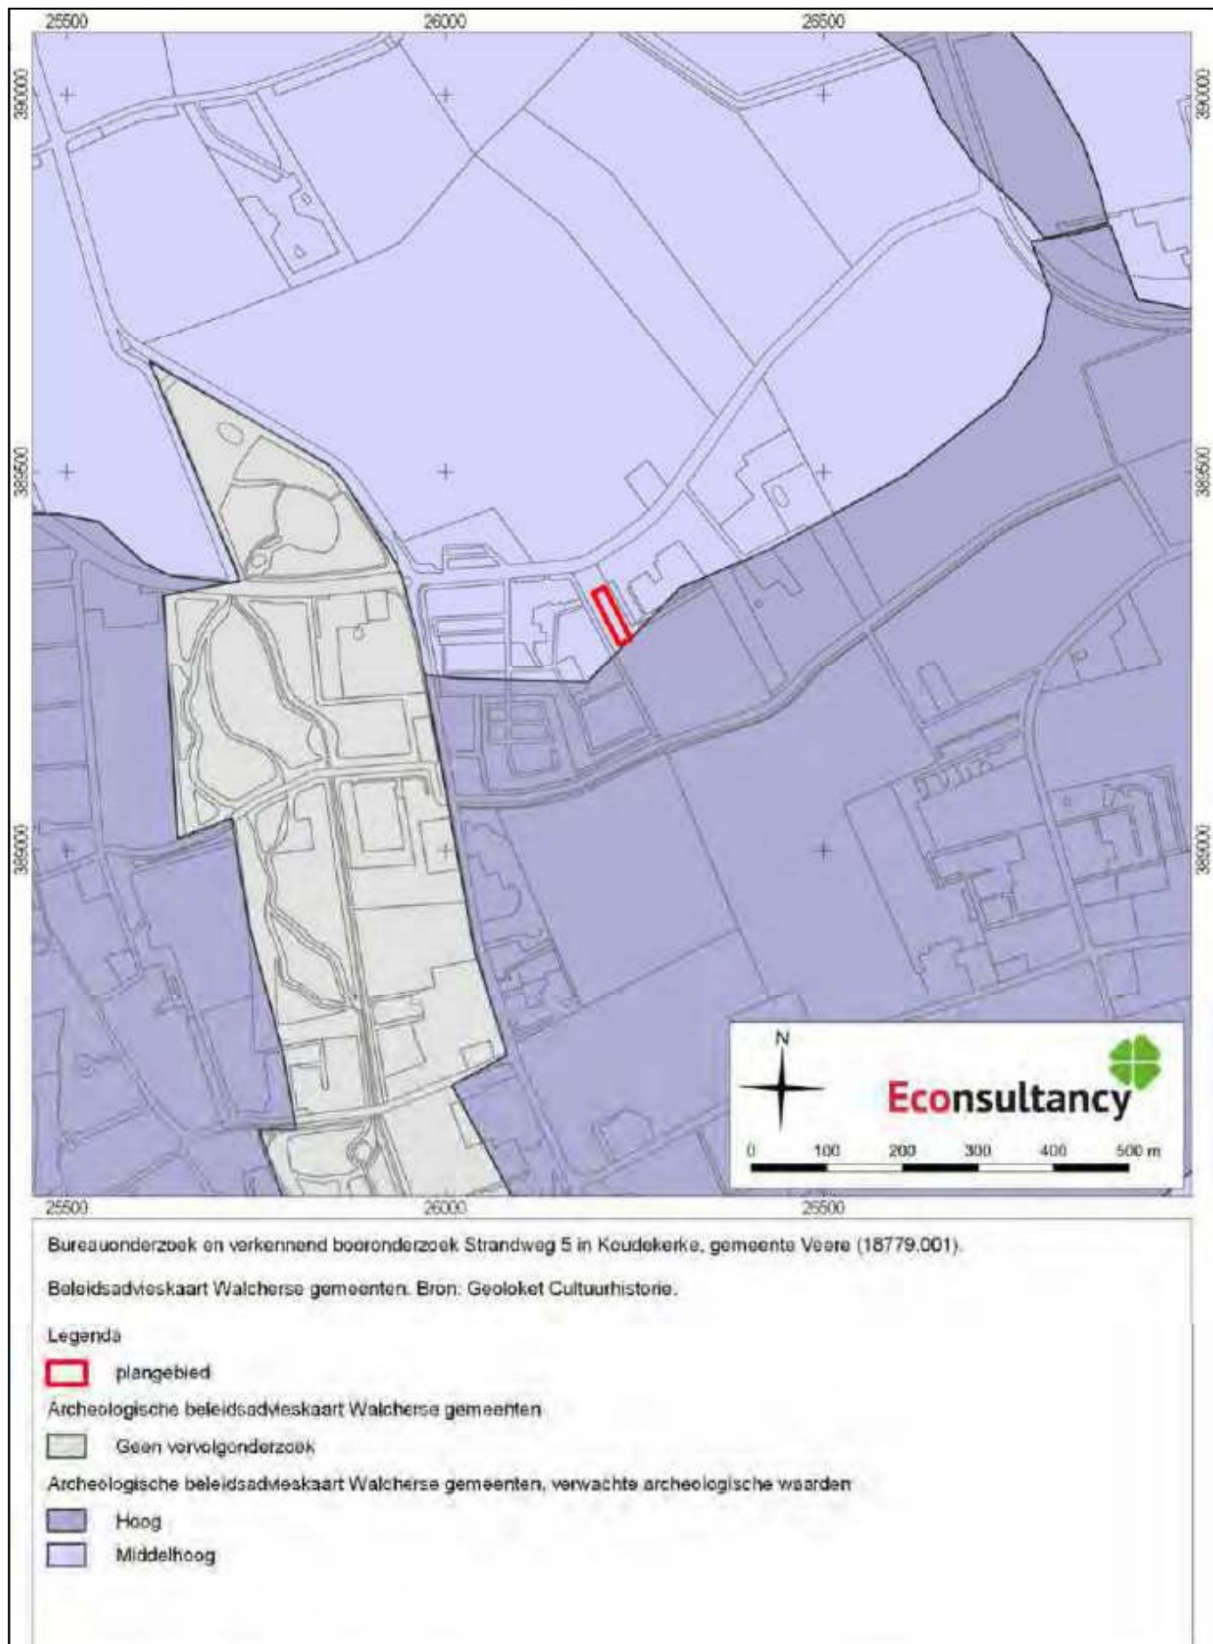 25500 26000 26500
390000 390000
389500 389500
389000 389000
N
Econsultancy
0 100 200 300 400 500 m
25500 26000 26500
Bureauonderzoek en verkennend booronderzoek Strandweg 5 in Koudekerke, gemeente Veere (18779.001).
Beleidsadvieskaart Walcherse gemeenten. Bron: Geoloket Cultuurhistorie.
Legenda
plangebied
Archeologische beleidsadvieskaart Walcherse gemeenten
Geen vervolgonderzoek
Archeologische beleidsadvieskaart Walcherse gemeenten, verwachte archeologische waarden
Hoog
Middelhoog